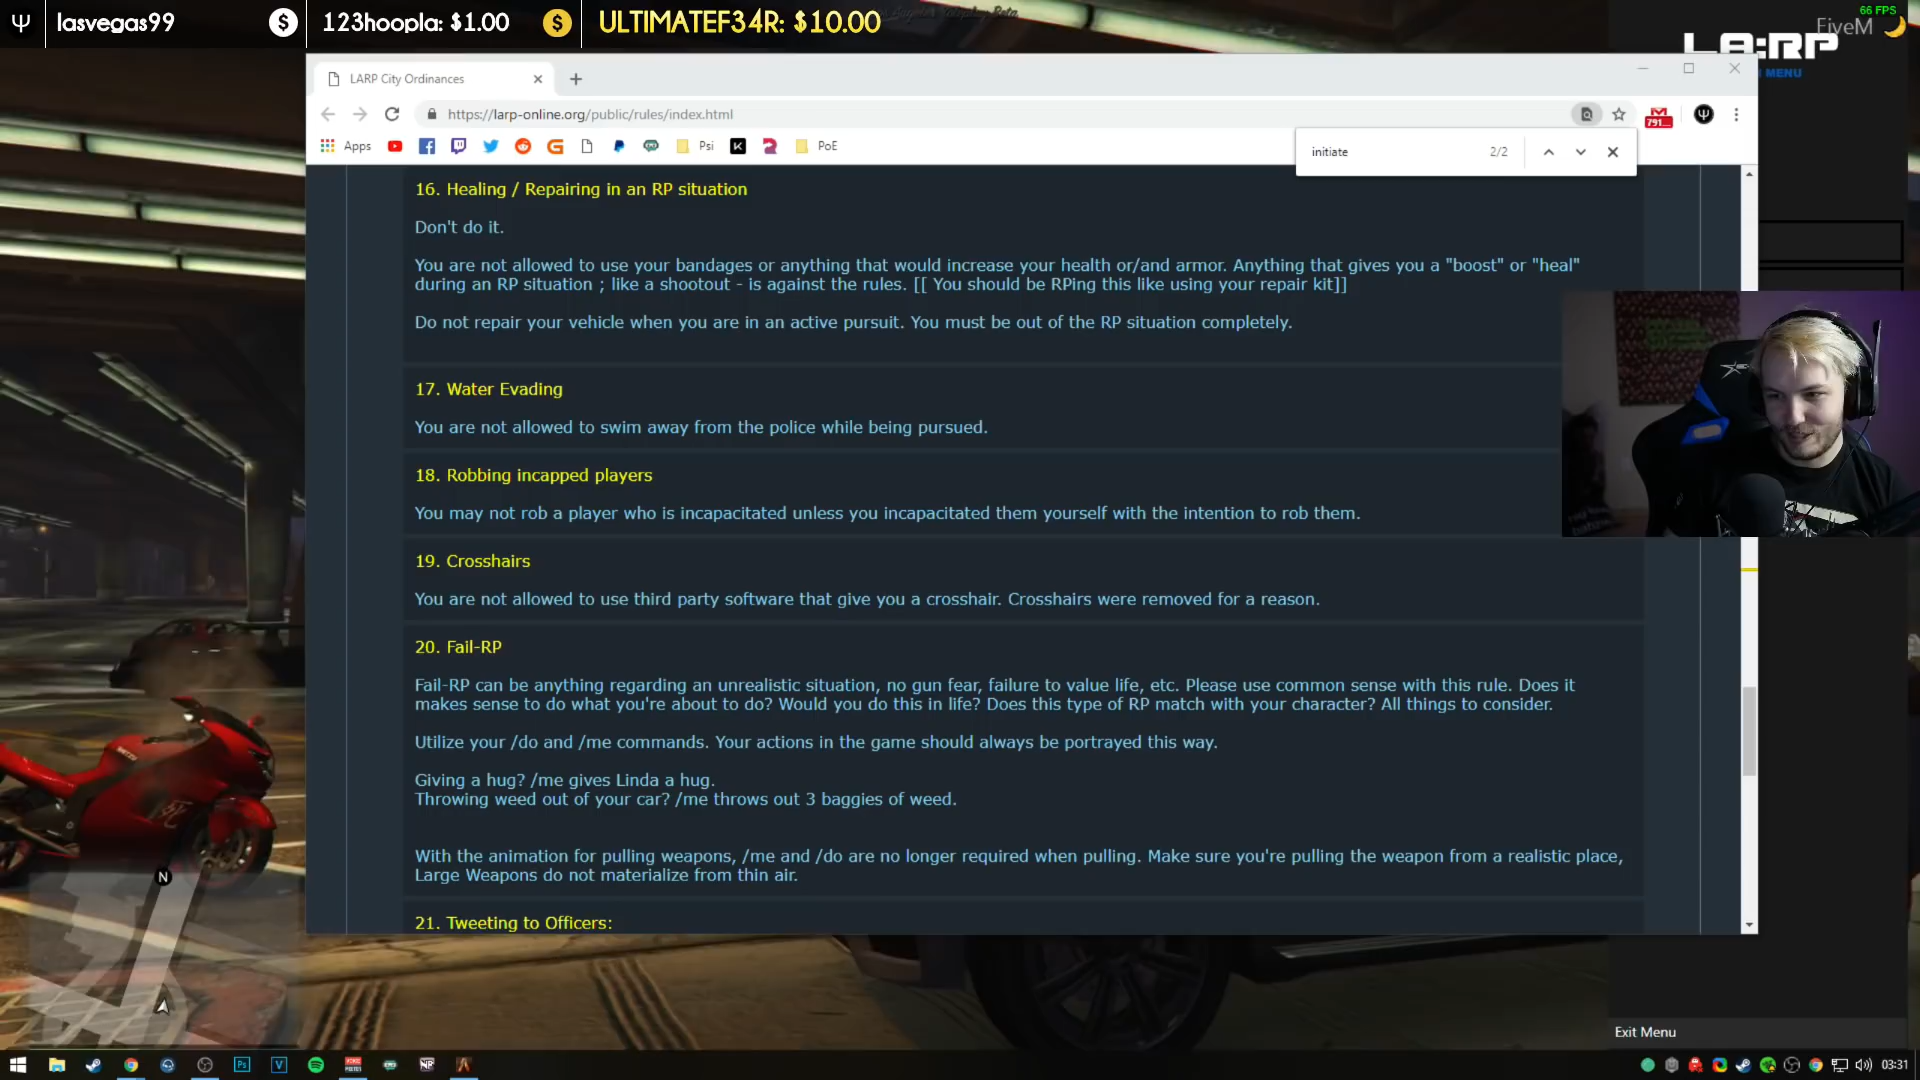 lasvegas99
123hoopla: $1.00
ULTIMATEF34R: $10.00
66 FPS
FiveM
LA:RP
MENU
LARP City Ordinances
https://larp-online.org/public/rules/index.html
791
Apps
Psi
PoE
initiate
2/2
16. Healing / Repairing in an RP situation
Don't do it.
You are not allowed to use your bandages or anything that would increase your health or/and armor. Anything that gives you a "boost" or "heal"
during an RP situation ; like a shootout - is against the rules. [[ You should be RPing this like using your repair kit]]
Do not repair your vehicle when you are in an active pursuit. You must be out of the RP situation completely.
17. Water Evading
You are not allowed to swim away from the police while being pursued.
18. Robbing incapped players
You may not rob a player who is incapacitated unless you incapacitated them yourself with the intention to rob them.
19. Crosshairs
You are not allowed to use third party software that give you a crosshair. Crosshairs were removed for a reason.
20. Fail-RP
Fail-RP can be anything regarding an unrealistic situation, no gun fear, failure to value life, etc. Please use common sense with this rule. Does it
makes sense to do what you're about to do? Would you do this in life? Does this type of RP match with your character? All things to consider.
Utilize your /do and /me commands. Your actions in the game should always be portrayed this way.
Giving a hug? /me gives Linda a hug.
Throwing weed out of your car? /me throws out 3 baggies of weed.
With the animation for pulling weapons, /me and /do are no longer required when pulling. Make sure you're pulling the weapon from a realistic place,
Large Weapons do not materialize from thin air.
21. Tweeting to Officers:
N
Exit Menu
03:31